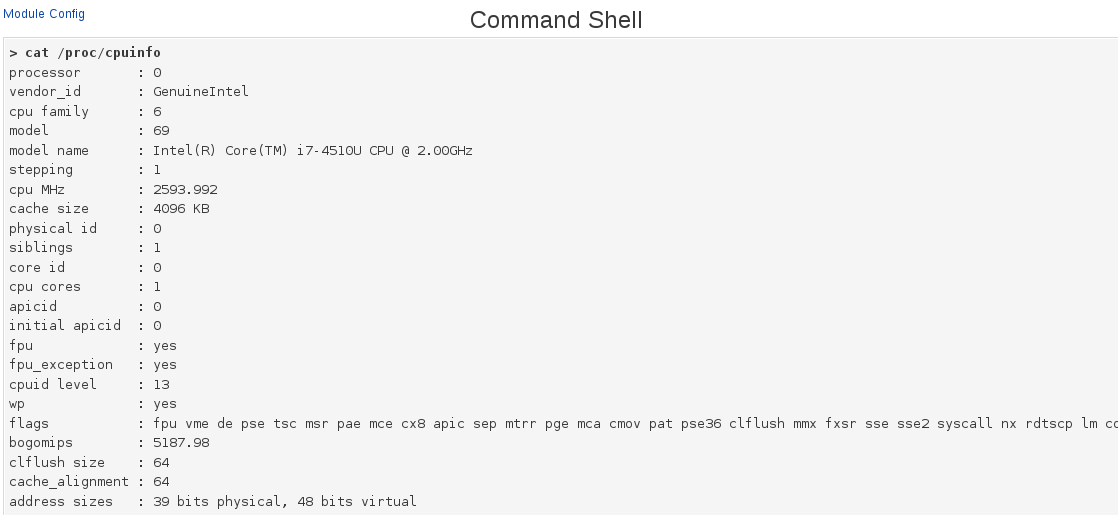 Module Config
Command Shell
> cat /proc/cpuinfo
processor : 0
vendor_id : GenuineIntel
cpu family : 6
model : 69
model name : Intel(R) Core(TM) i7-4510U CPU @ 2.00GHz
stepping : 1
cpu MHz : 2593.992
cache size : 4096 KB
physical id : 0
siblings : 1
core id : 0
cpu cores : 1
apicid : 0
initial apicid : 0
fpu : yes
fpu_exception : yes
cpuid level : 13
wp : yes
flags : fpu vme de pse tsc msr pae mce cx8 apic sep mtrr pge mca cmov pat pse36 clflush mmx fxsr sse sse2 syscall nx rdtscp lm
bogomips : 5187.98
clflush size : 64
cache_alignment : 64
address sizes : 39 bits physical, 48 bits virtual